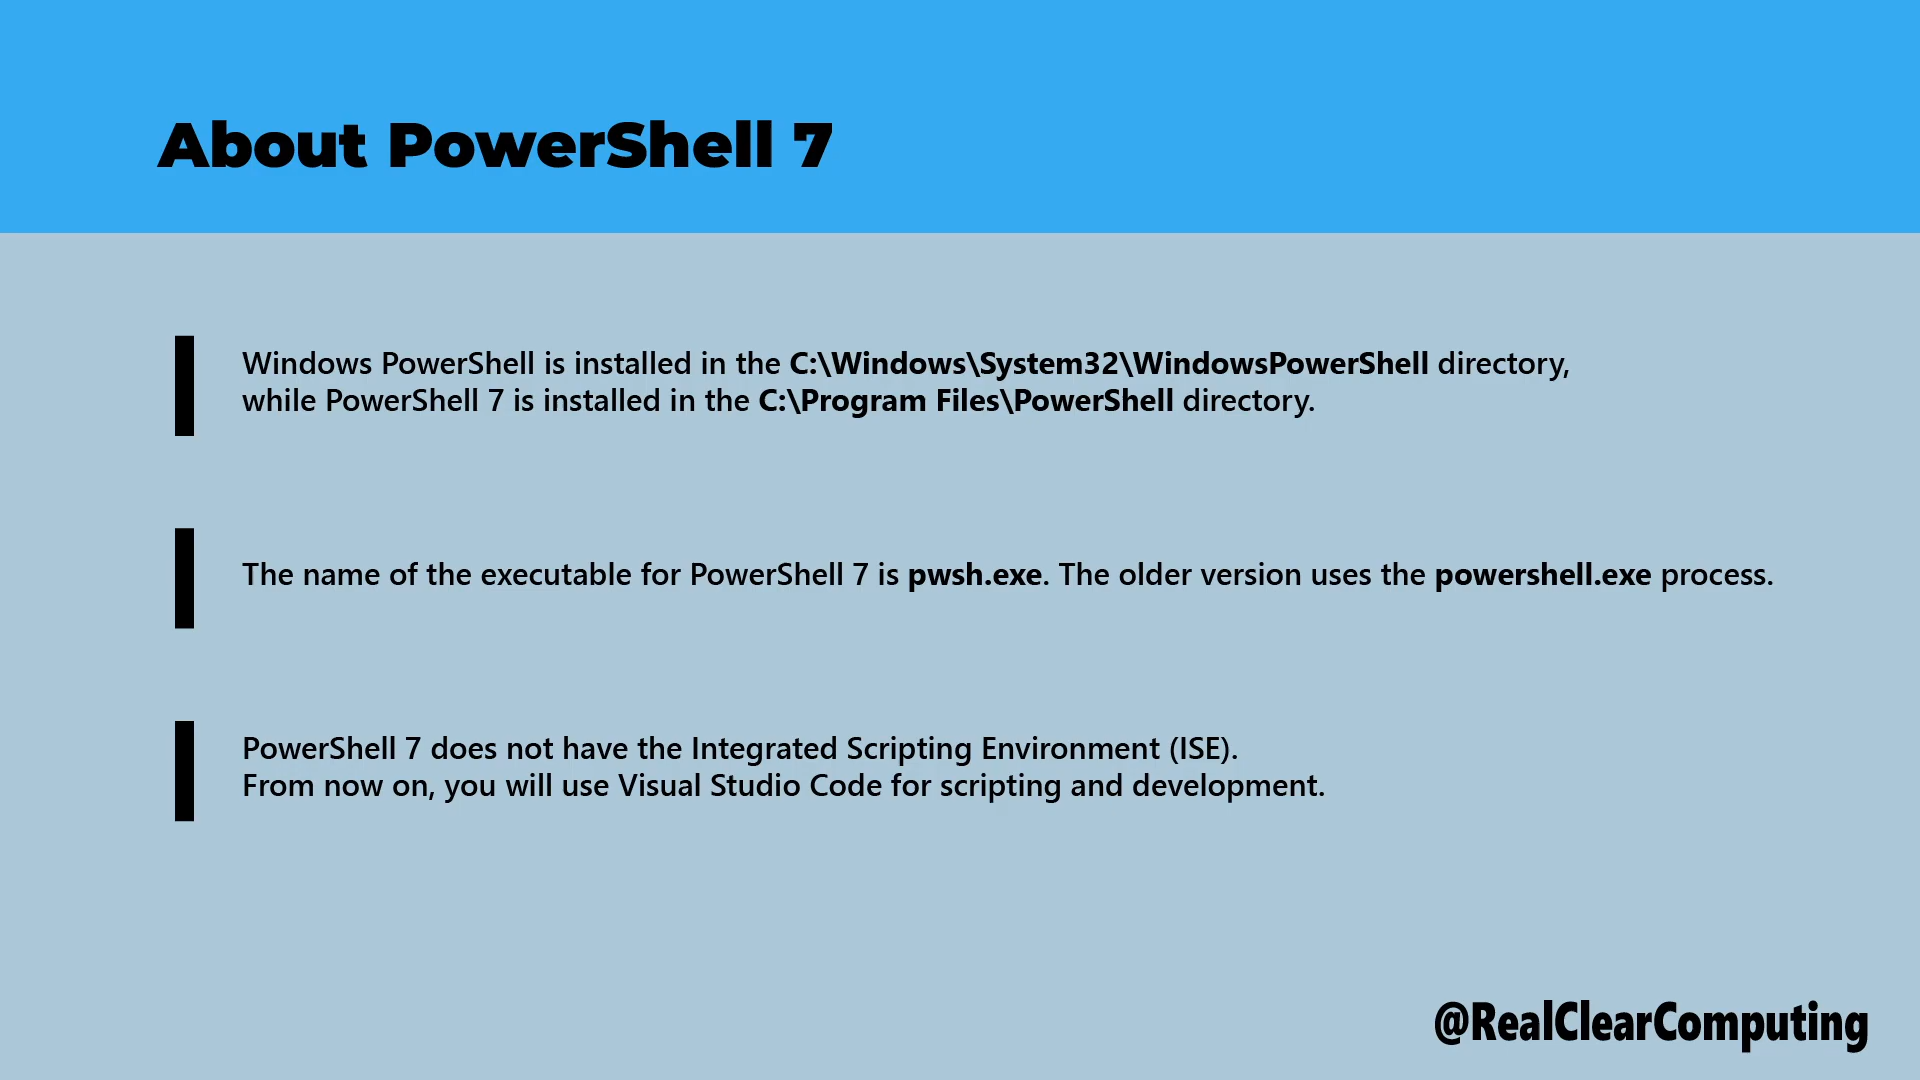 About PowerShell 7
Windows PowerShell is installed in the C:\Windows\System32\WindowsPowerShell directory,
while PowerShell 7 is installed in the C:\Program Files\PowerShell directory.
The name of the executable for PowerShell 7 is pwsh.exe. The older version uses the powershell.exe process.
PowerShell 7 does not have the Integrated Scripting Environment (ISE).
From now on, you will use Visual Studio Code for scripting and development.
@RealClearComputing